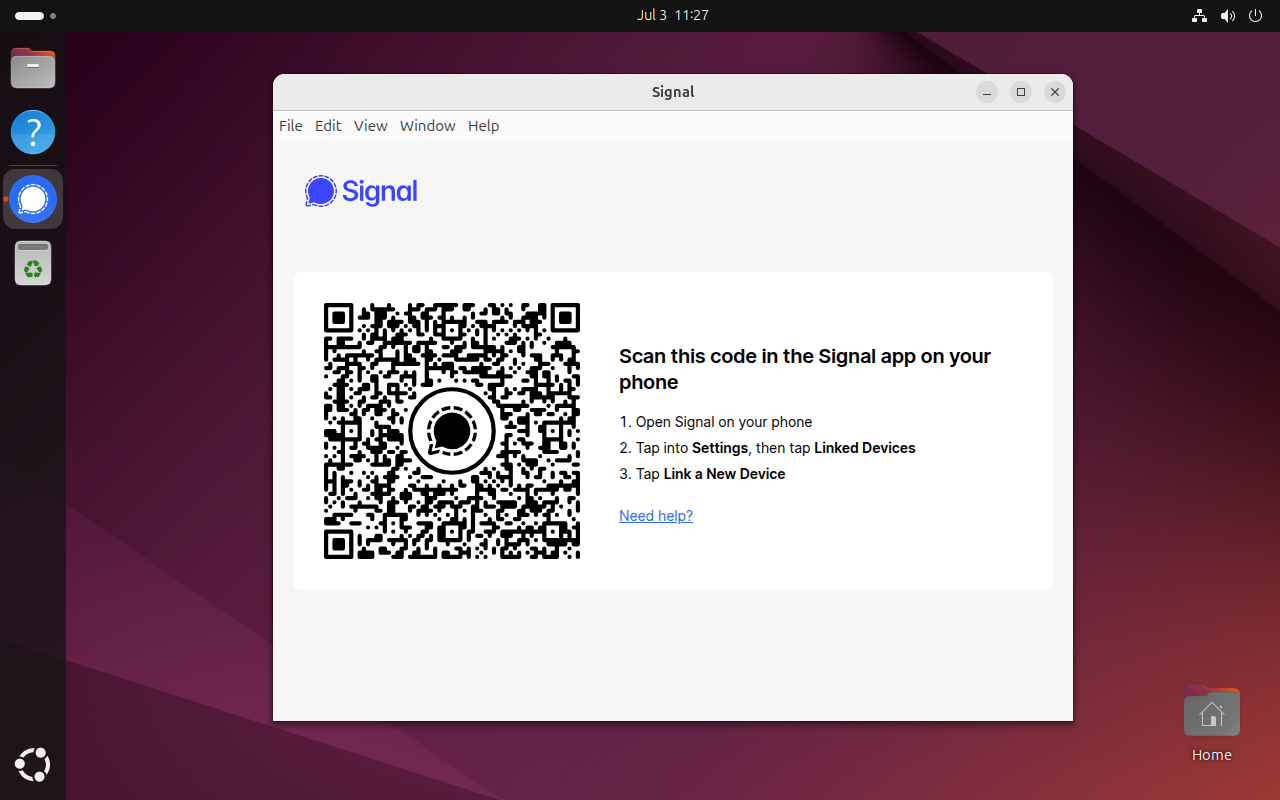 Jul 3 11:27
Signal
File Edit View Window Help
Signal
Scan this code in the Signal app on your
phone
1. Open Signal on your phone
2. Tap into Settings, then tap Linked Devices
3. Tap Link a New Device
Need help?
Home